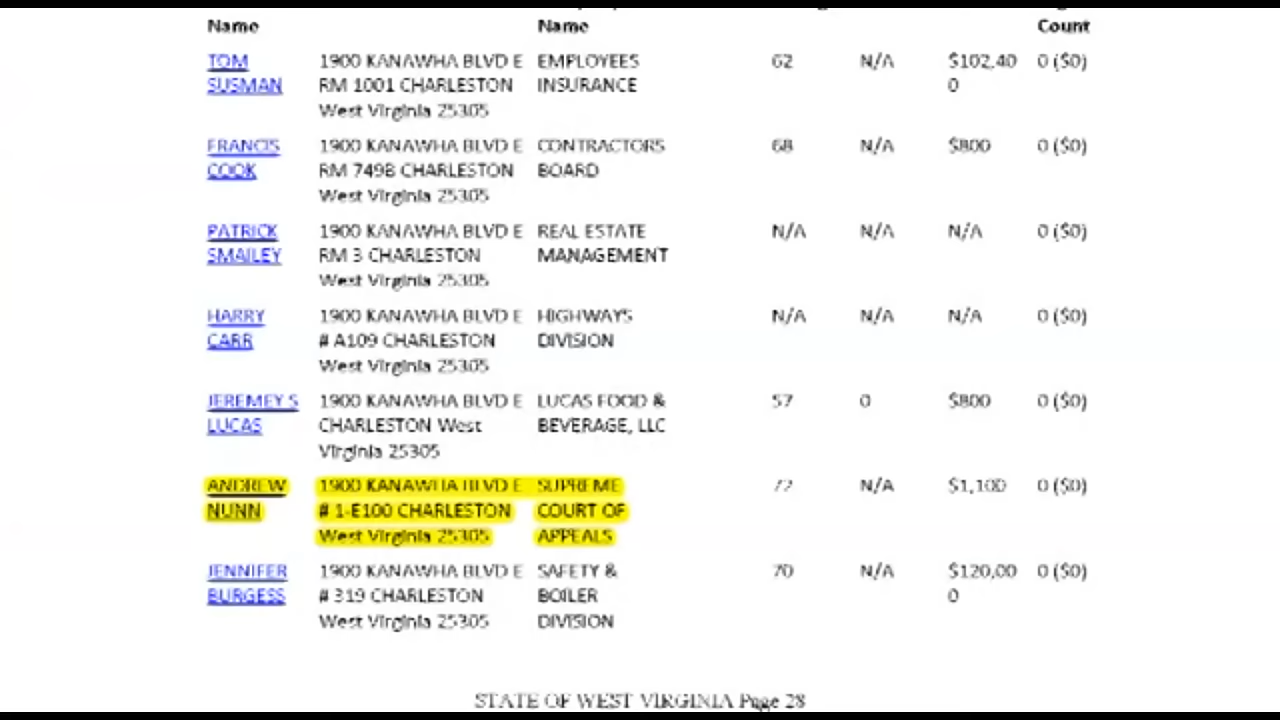 Name Name Count
TOM 1900 KANAWHA BLVD E EMPLOYEES 62 N/A $102,40 0 ($0)
SUSMAN RM 1001 CHARLESTON INSURANCE 0
West Virginia 25305
FRANCIS 1900 KANAWHA BLVD E CONTRACTORS 68 N/A $800 0 ($0)
COOK RM 749B CHARLESTON BOARD
West Virginia 25305
PATRICK 1900 KANAWHA BLVD E REAL ESTATE N/A N/A N/A 0 ($0)
SMAILEY RM 3 CHARLESTON MANAGEMENT
West Virginia 25305
HARRY 1900 KANAWHA BLVD E HIGHWAYS N/A N/A N/A 0 ($0)
CARR # A109 CHARLESTON DIVISION
West Virginia 25305
JEREMEY S 1900 KANAWHA BLVD E LUCAS FOOD & 57 0 $800 0 ($0)
LUCAS CHARLESTON West BEVERAGE, LLC
Virginia 25305
ANDREW 1900 KANAWHA BLVD E SUPREME 72 N/A $1,100 0 ($0)
NUNN # 1-E100 CHARLESTON COURT OF
West Virginia 25305 APPEALS
JENNIFER 1900 KANAWHA BLVD E SAFETY & 70 N/A $120,00 0 ($0)
BURGESS # 319 CHARLESTON BOILER 0
West Virginia 25305 DIVISION
STATE OF WEST VIRGINIA Page 28